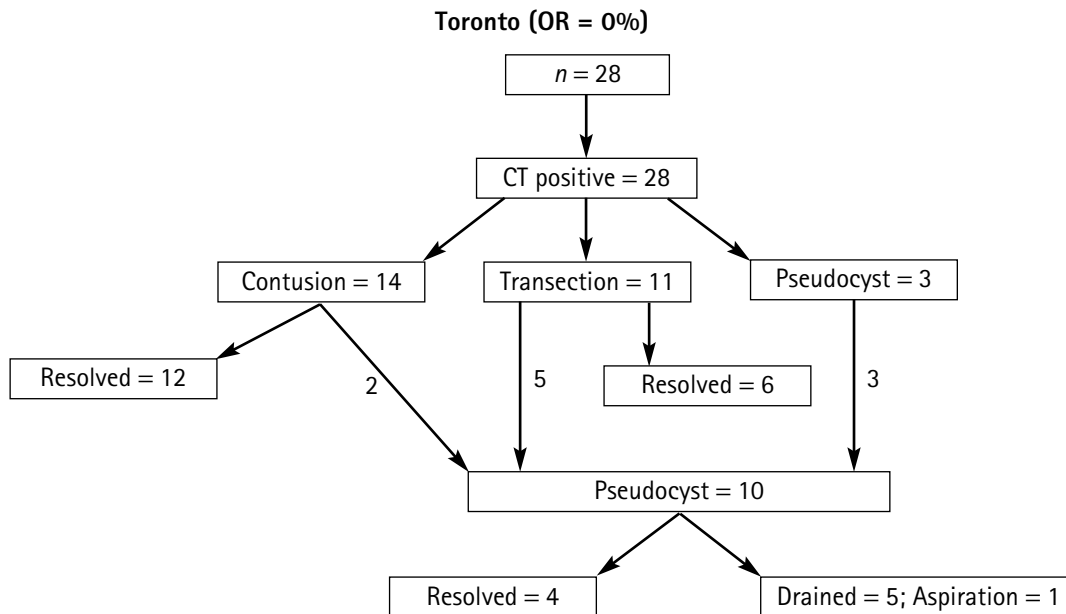 Toronto (OR = 0%)
n = 28
CT positive = 28
Contusion = 14
Transection = 11
Pseudocyst = 3
Resolved = 12
2
5
Resolved = 6
3
Pseudocyst = 10
Resolved = 4
Drained = 5; Aspiration = 1